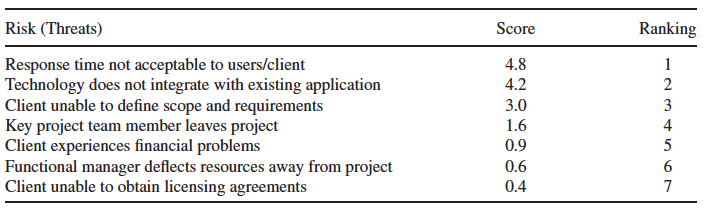 Risk (Threats) Score Ranking
Response time not acceptable to users/client 4.8 1
Technology does not integrate with existing application 4.2 2
Client unable to define scope and requirements 3.0 3
Key project team member leaves project 1.6 4
Client experiences financial problems 0.9 5
Functional manager deflects resources away from project 0.6 6
Client unable to obtain licensing agreements 0.4 7